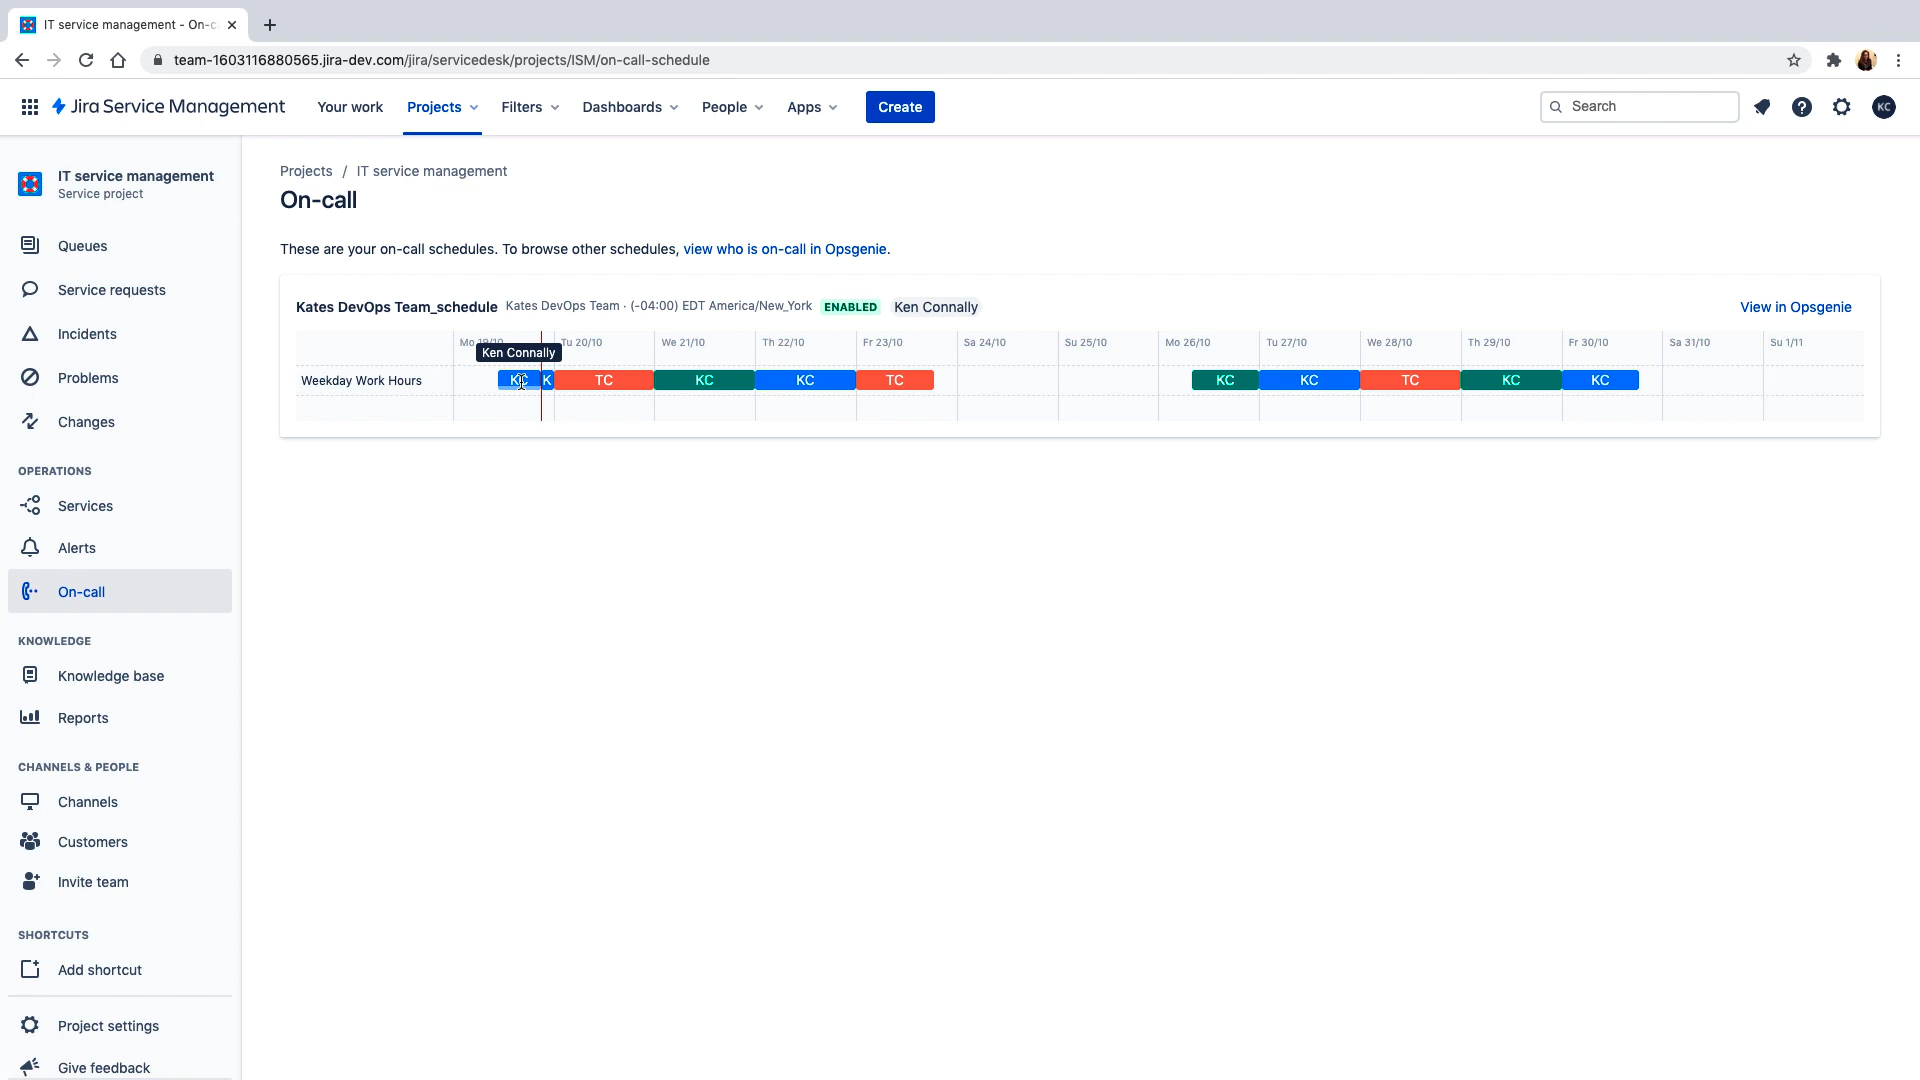 IT service management - On-c
team-1603116880565.jira-dev.com/jira/servicedesk/projects/ISM/on-call-schedule
Jira Service Management
Your work
Projects
Filters
Dashboards
People
Apps
Create
Search
KC
IT service management
Service project
Queues
Service requests
Incidents
Problems
Changes
OPERATIONS
Services
Alerts
On-call
KNOWLEDGE
Knowledge base
Reports
CHANNELS & PEOPLE
Channels
Customers
Invite team
SHORTCUTS
Add shortcut
Project settings
Give feedback
Projects / IT service management
On-call
These are your on-call schedules. To browse other schedules, view who is on-call in Opsgenie.
Kates DevOps Team_schedule Kates DevOps Team · (-04:00) EDT America/New_York ENABLED Ken Connally View in Opsgenie
Mo 19/10 Tu 20/10 We 21/10 Th 22/10 Fr 23/10 Sa 24/10 Su 25/10 Mo 26/10 Tu 27/10 We 28/10 Th 29/10 Fr 30/10 Sa 31/10 Su 1/11
Ken Connally
Weekday Work Hours KC K TC KC KC TC KC KC TC KC KC